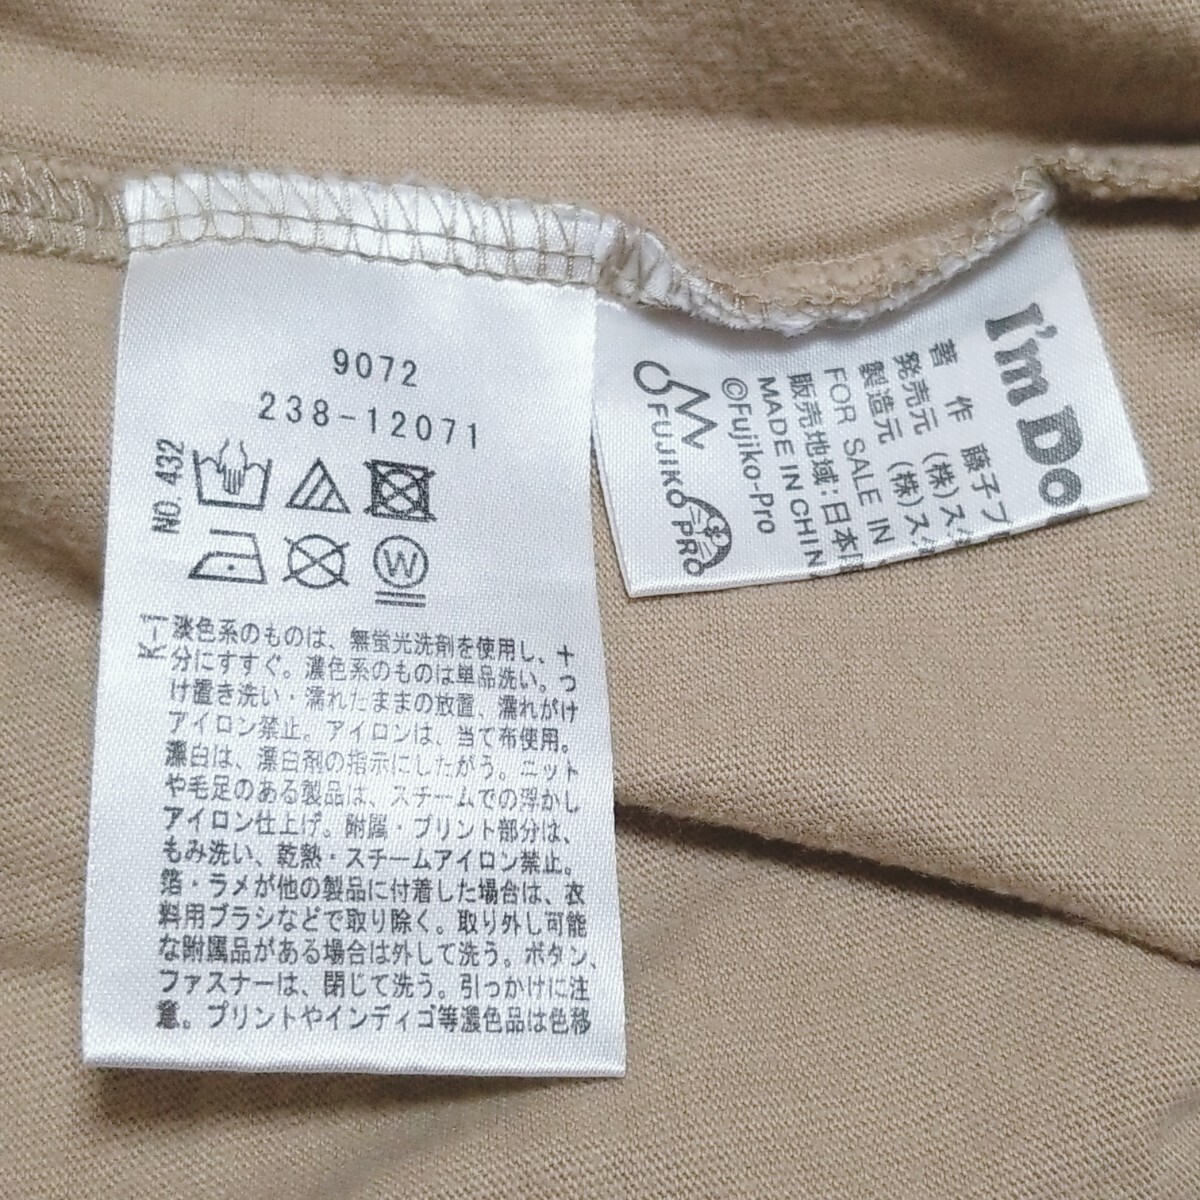 9072
238-12071
NO. 432
W
K-1
淡色系のものは、無蛍光洗剤を使用し、十
分にすすぐ。濃色系のものは単品洗い。つ
け置き洗い・濡れたままの放置、濡れがけ
アイロン禁止。アイロンは、当て布使用。
漂白は、漂白剤の指示にしたがう。ニット
や毛足のある製品は、スチームでの浮かし
アイロン仕上げ。附属・プリント部分は、
もみ洗い、乾熱・スチームアイロン禁止。
箔・ラメが他の製品に付着した場合は、衣
料用ブラシなどで取り除く。取り外し可能
な附属品がある場合は外して洗う。ボタン、
ファスナーは、閉じて洗う。引っかけに注
意。プリントやインディゴ等濃色品は色移
I'm Do
著 作 藤子プ
発売元 (株)ス
製造元 (株)ス
FOR SALE IN
販売地域:日本
MADE IN CHIN
©Fujiko-Pro
FUJIKO PRO